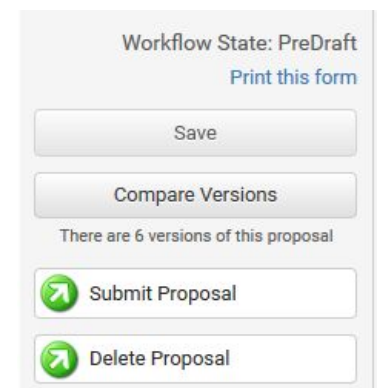 Workflow State: PreDraft
Print this form
Save
Compare Versions
There are 6 versions of this proposal
Submit Proposal
Delete Proposal